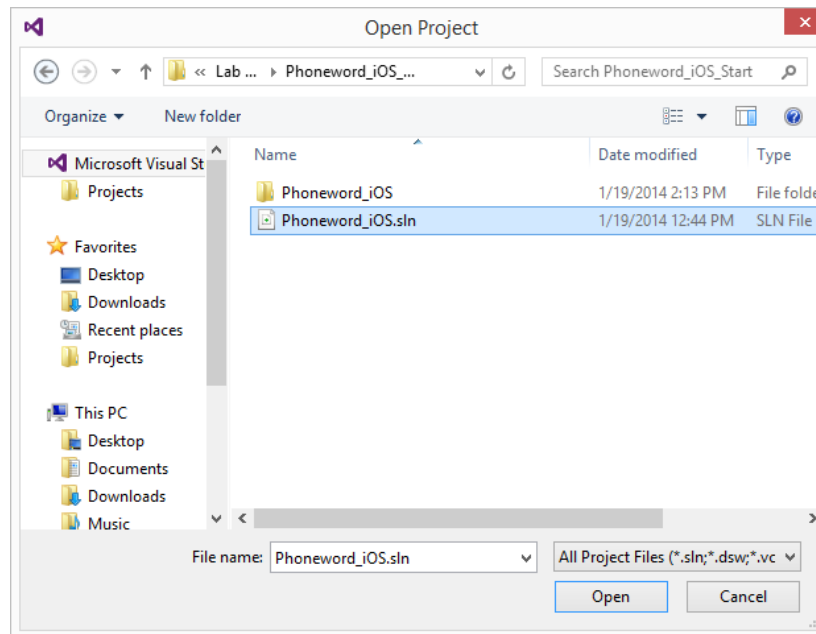 Open Project
« Lab ... Phoneword_iOS_... Search Phoneword_iOS_Start
Organize New folder
Microsoft Visual St
Projects
Favorites
Desktop
Downloads
Recent places
Projects
This PC
Desktop
Documents
Downloads
Music
Name Date modified Type
Phoneword_iOS 1/19/2014 2:13 PM File folde
Phoneword_iOS.sln 1/19/2014 12:44 PM SLN File
File name: Phoneword_iOS.sln All Project Files (*.sln;*.dsw;*.vc
Open Cancel